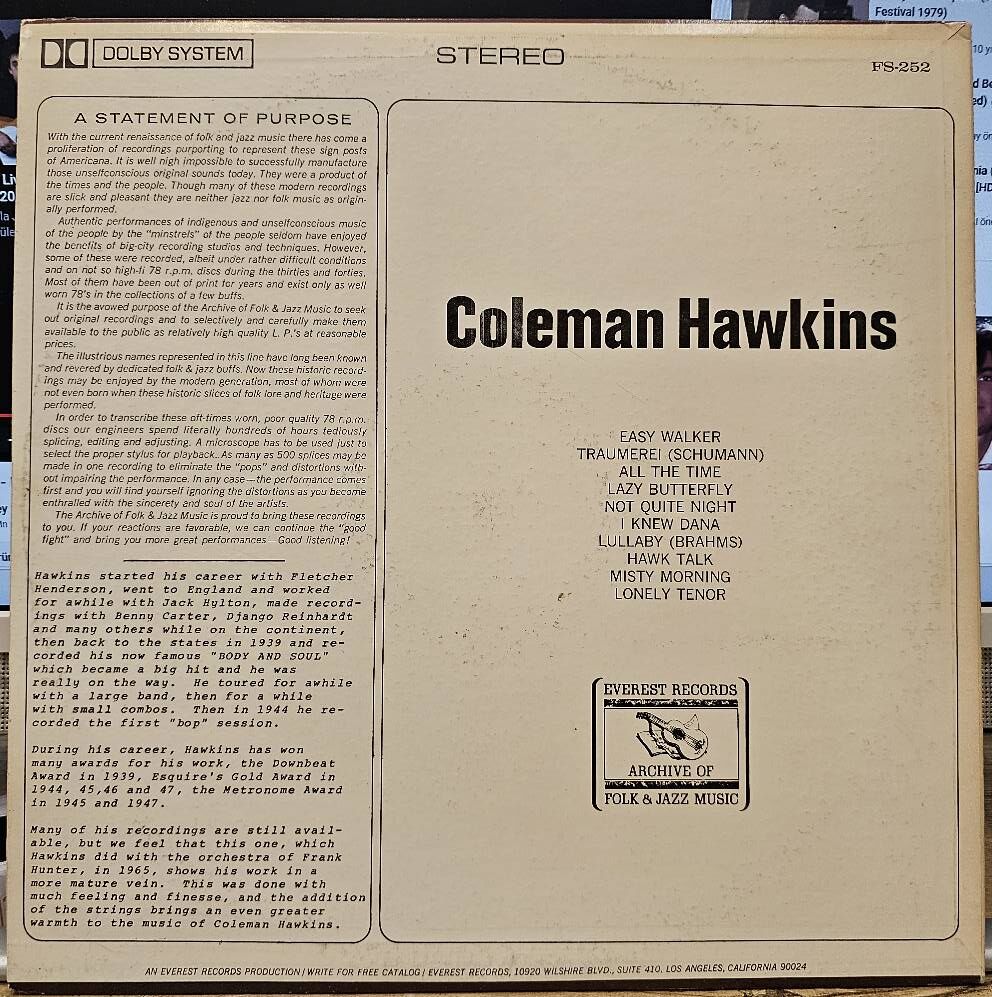 Festival 1979)
DOLBY SYSTEM
STEREO
FS-252
A STATEMENT OF PURPOSE
With the current renaissance of folk and jazz music there has come a
proliferation of recordings purporting to represent these sign posts
of Americana. It is well nigh impossible to successfully manufacture
those unselfconscious original sounds today. They were a product of
the times and the people. Though many of these modern recordings
are slick and pleasant they are neither jazz nor folk music as origin-
ally performed.
Authentic performances of indigenous and unselfconscious music
of the people by the "minstrels" of the people seldom have enjoyed
the benefits of big-city recording studios and techniques. However,
some of these were recorded, albeit under rather difficult conditions
and on not so high-fi 78 r.p.m. discs during the thirties and forties.
Most of them have been out of print for years and exist only as well
worn 78's in the collections of a few buffs.
It is the avowed purpose of the Archive of Folk & Jazz Music to seek
out original recordings and to selectively and carefully make them
available to the public as relatively high quality L. P.'s at reasonable
prices.
The illustrious names represented in this line have long been known
and revered by dedicated folk & jazz buffs. Now these historic record-
ings may be enjoyed by the modern generation, most of whom were
not even born when these historic slices of folk lore and heritage were
performed.
In order to transcribe these oft-times worn, poor quality 78 r.p.m.
discs our engineers spend literally hundreds of hours tediously
splicing, editing and adjusting. A microscope has to be used just to
select the proper stylus for playback. As many as 500 splices may be
made in one recording to eliminate the "pops" and distortions with-
out impairing the performance. In any case—the performance comes
first and you will find yourself ignoring the distortions as you become
enthralled with the sincerety and soul of the artists.
The Archive of Folk & Jazz Music is proud to bring these recordings
to you. If your reactions are favorable, we can continue the "good
fight" and bring you more great performances—Good listening!
Hawkins started his career with Fletcher
Henderson, went to England and worked
for awhile with Jack Hylton, made record-
ings with Benny Carter, Django Reinhardt
and many others while on the continent,
then back to the states in 1939 and re-
corded his now famous "BODY AND SOUL"
which became a big hit and he was
really on the way. He toured for awhile
with a large band, then for a while
with small combos. Then in 1944 he re-
corded the first "bop" session.
During his career, Hawkins has won
many awards for his work, the Downbeat
Award in 1939, Esquire's Gold Award in
1944, 45,46 and 47, the Metronome Award
in 1945 and 1947.
Many of his recordings are still avail-
able, but we feel that this one, which
Hawkins did with the orchestra of Frank
Hunter, in 1965, shows his work in a
more mature vein. This was done with
much feeling and finesse, and the addition
of the strings brings an even greater
warmth to the music of Coleman Hawkins.
Coleman Hawkins
EASY WALKER
TRAUMEREI (SCHUMANN)
ALL THE TIME
LAZY BUTTERFLY
NOT QUITE NIGHT
I KNEW DANA
LULLABY (BRAHMS)
HAWK TALK
MISTY MORNING
LONELY TENOR
EVEREST RECORDS
ARCHIVE OF
FOLK & JAZZ MUSIC
AN EVEREST RECORDS PRODUCTION / WRITE FOR FREE CATALOG / EVEREST RECORDS, 10920 WILSHIRE BLVD., SUITE 410, LOS ANGELES, CALIFORNIA 90024